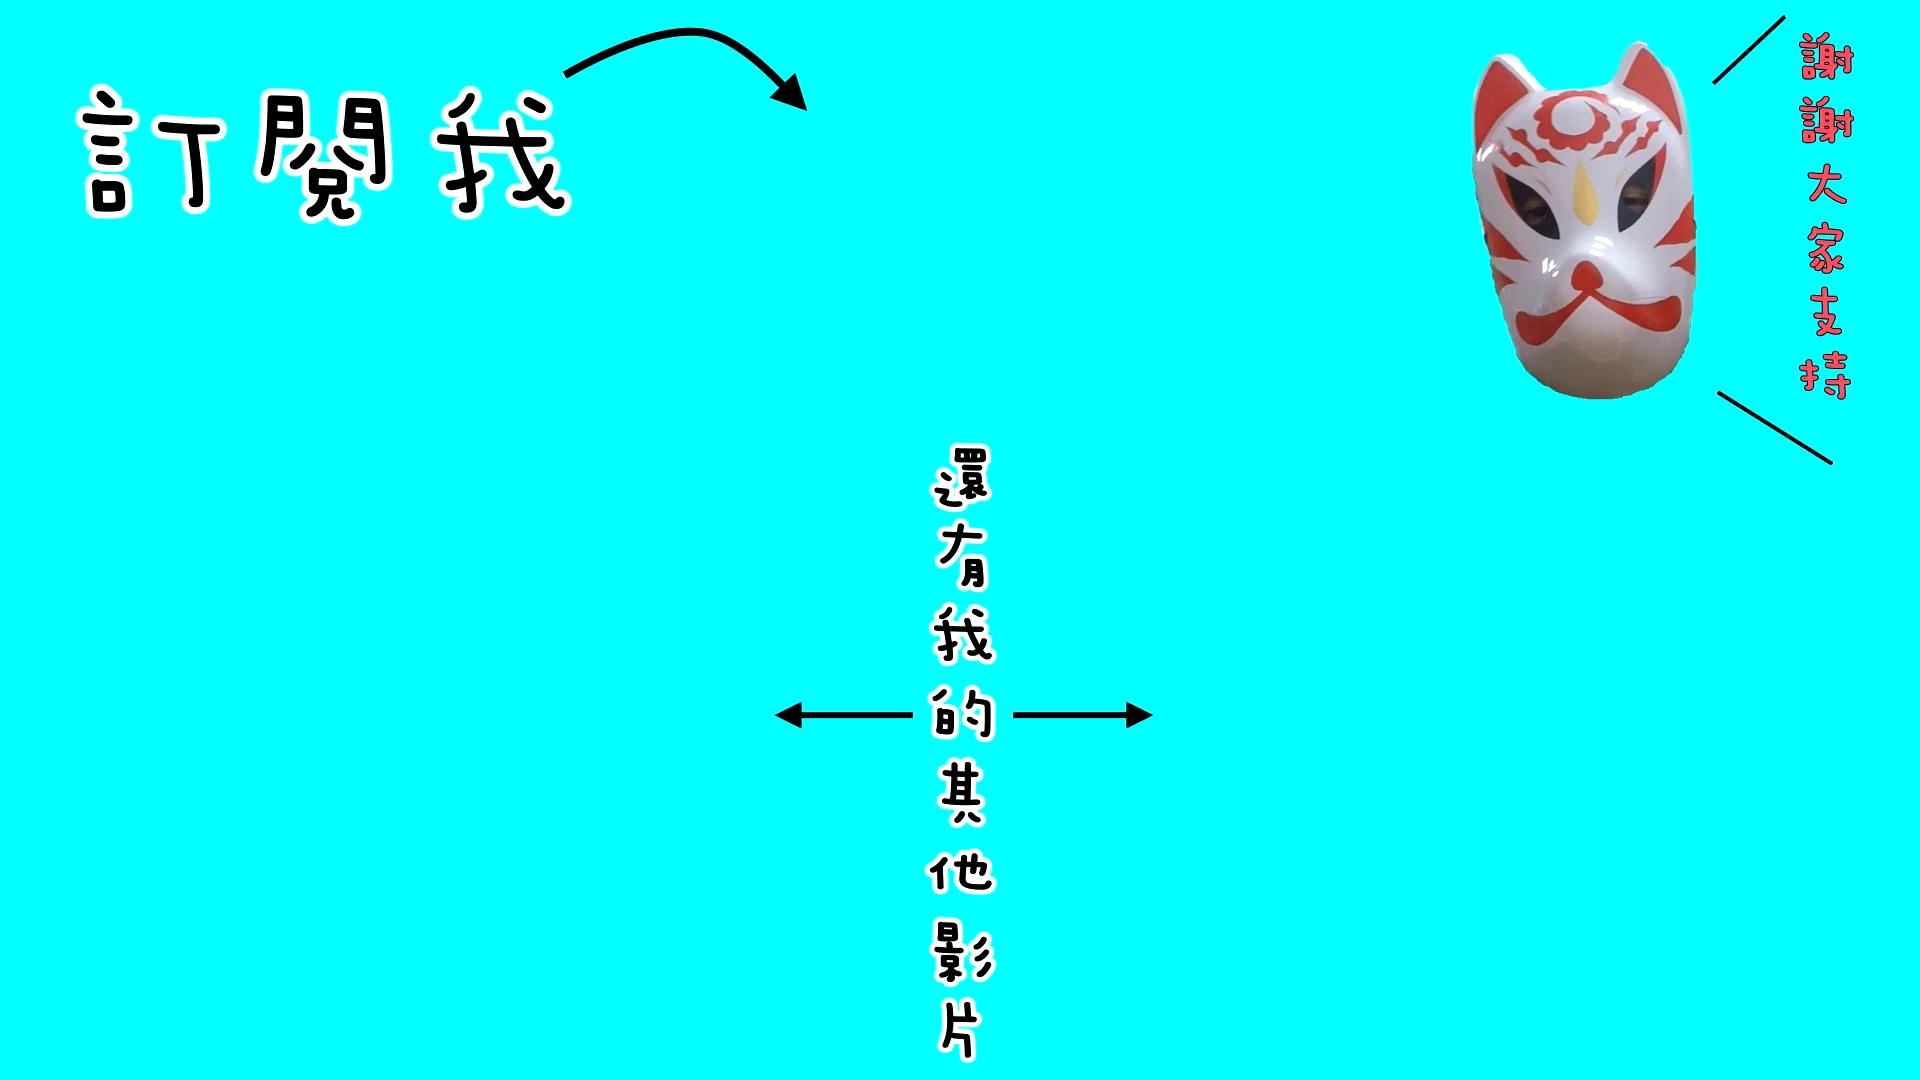 訂閱我
謝謝大家支持
還有我的其他影片